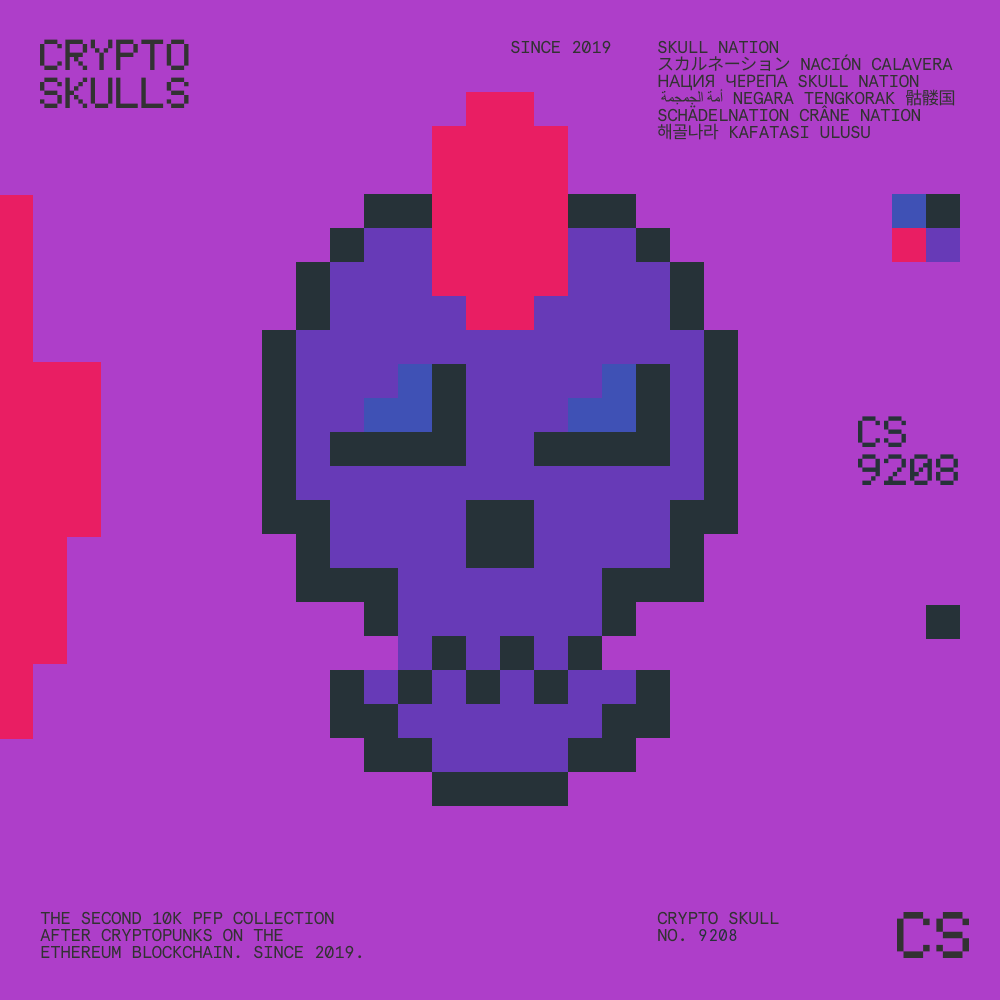 CRYPTO
SKULLS
SINCE 2019
SKULL NATION
スカルネーション NACIÓN CALAVERA
НАЦИЯ ЧЕРЕПА SKULL NATION
أمة الجمجمة NEGARA TENGKORAK 骷髅国
SCHÄDELNATION CRÂNE NATION
해골나라 KAFATASI ULUSU
CS
9208
THE SECOND 10K PFP COLLECTION
AFTER CRYPTOPUNKS ON THE
ETHEREUM BLOCKCHAIN. SINCE 2019.
CRYPTO SKULL
NO. 9208
CS